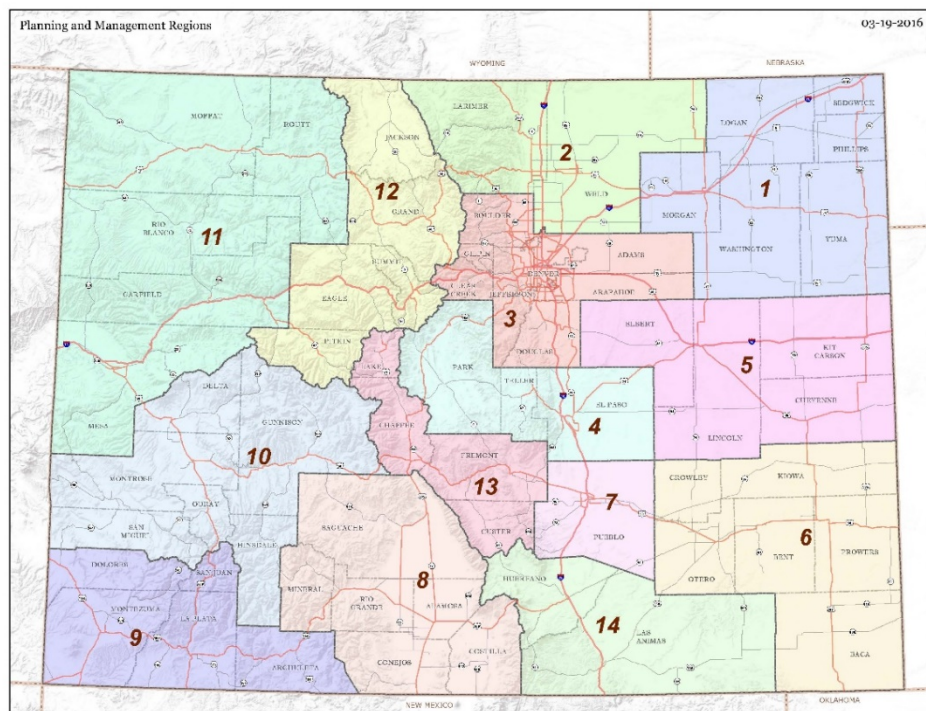 Planning and Management Regions
03-19-2016
WYOMING
NEBRASKA
MOFFAT
ROUTT
JACKSON
LARIMER
2
WELD
LOGAN
SEDGWICK
PHILLIPS
1
MORGAN
WASHINGTON
YUMA
12
GRAND
11
RIO
BLANCO
GARFIELD
SUMMIT
EAGLE
PITKIN
BOULDER
GILPIN
CLEAR
CREEK
JEFFERSON
DENVER
ADAMS
ARAPAHOE
3
DOUGLAS
ELBERT
5
KIT
CARSON
CHEYENNE
LINCOLN
PARK
TELLER
EL PASO
4
LAKE
CHAFFEE
FREMONT
13
CUSTER
MESA
DELTA
GUNNISON
10
MONTROSE
OURAY
SAN
MIGUEL
HINSDALE
7
PUEBLO
CROWLEY
KIOWA
6
BENT
PROWERS
OTERO
BACA
SAGUACHE
8
MINERAL
RIO
GRANDE
ALAMOSA
CONEJOS
COSTILLA
DOLORES
SAN JUAN
MONTEZUMA
LA PLATA
9
ARCHULETA
HUERFANO
14
LAS
ANIMAS
NEW MEXICO
OKLAHOMA